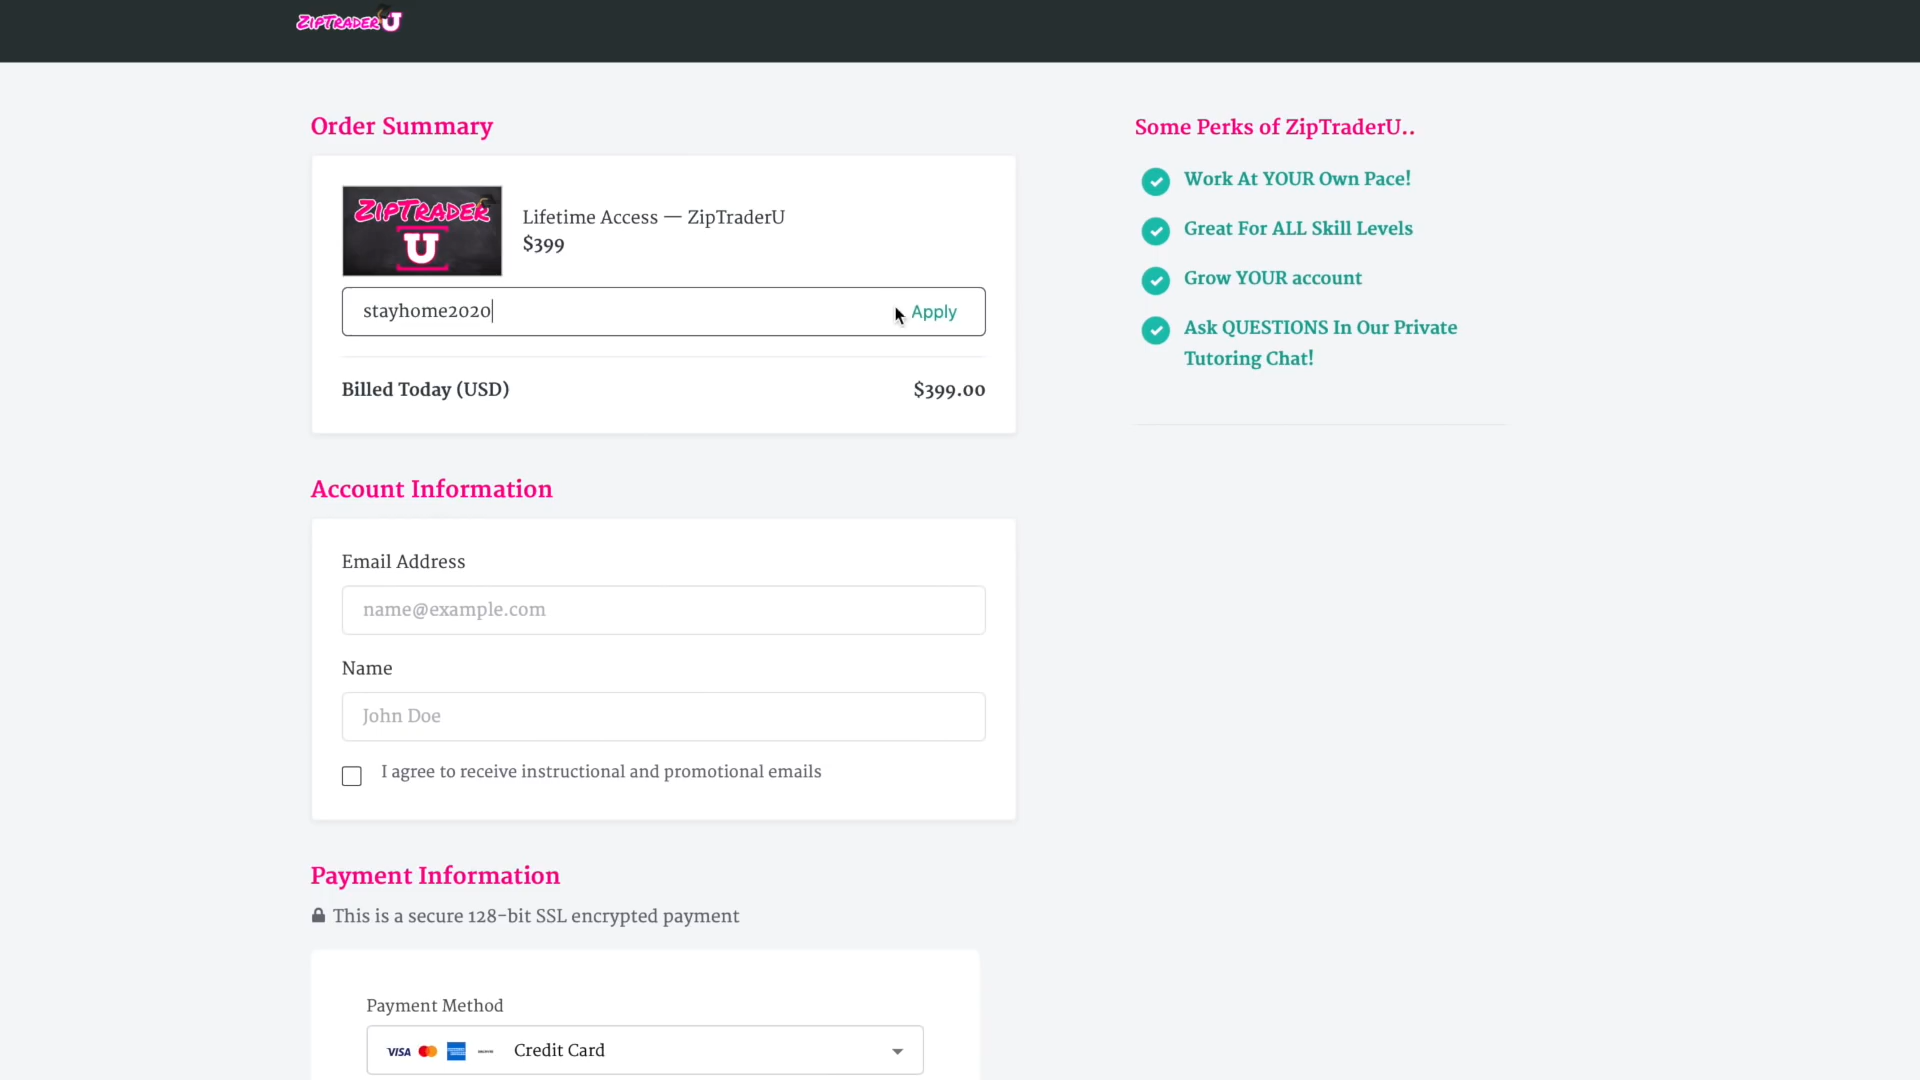 ZIPTRADER U
Order Summary
ZIPTRADER
U
Lifetime Access — ZipTraderU
$399
stayhome2020
Apply
Billed Today (USD)
$399.00
Account Information
Email Address
name@example.com
Name
John Doe
I agree to receive instructional and promotional emails
Payment Information
This is a secure 128-bit SSL encrypted payment
Payment Method
VISA
Credit Card
Some Perks of ZipTraderU..
Work At YOUR Own Pace!
Great For ALL Skill Levels
Grow YOUR account
Ask QUESTIONS In Our Private
Tutoring Chat!